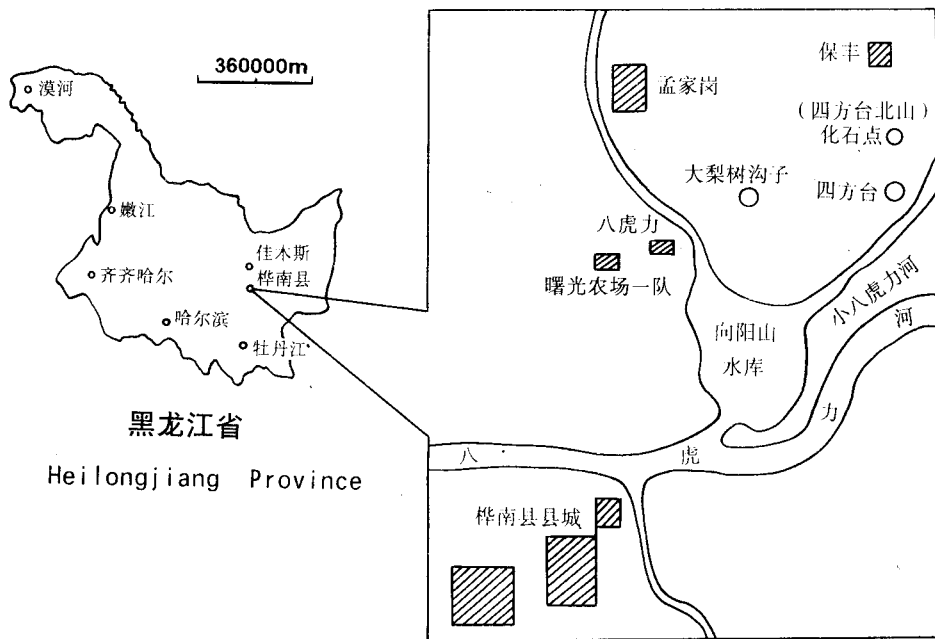 360000m
漠河
嫩江
佳木斯
桦南县
齐齐哈尔
哈尔滨
牡丹江
黑龙江省
Heilongjiang Province
保丰
孟家岗
(四方台北山)
化石点
大梨树沟子
四方台
八虎力
曙光农场一队
小八虎力河
向阳山
水库
八虎力河
桦南县县城